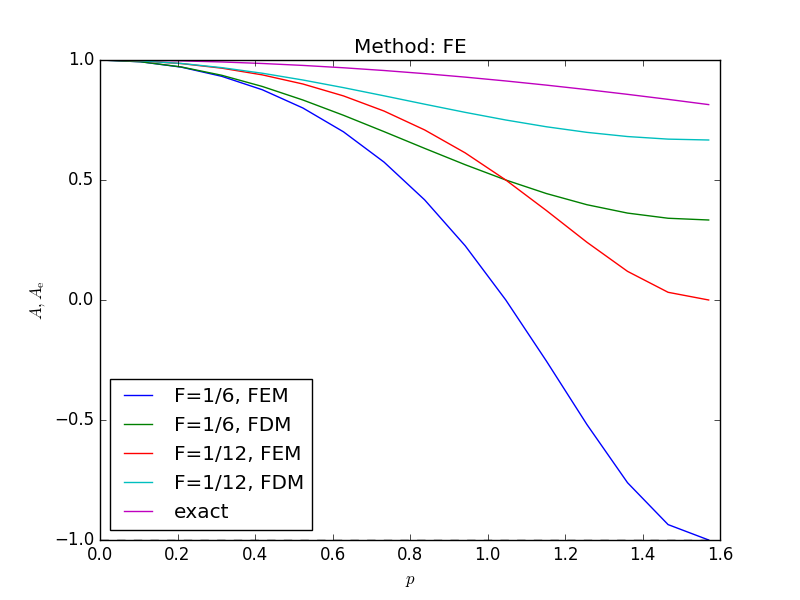 Method: FE
1.0
0.5
0.0
−0.5
−1.0
A, Aₑ
F=1/6, FEM
F=1/6, FDM
F=1/12, FEM
F=1/12, FDM
exact
0.0 0.2 0.4 0.6 0.8 1.0 1.2 1.4 1.6
p